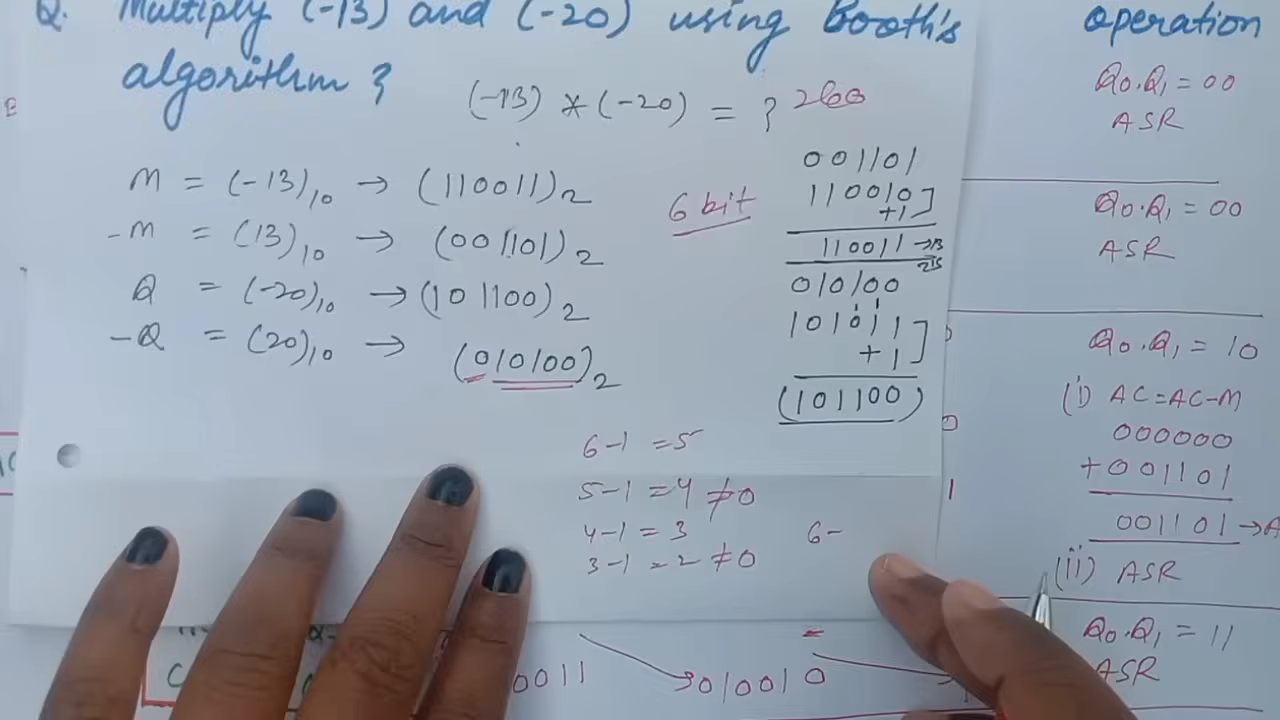 Q. Multiply (-13) and (-20) using Booth's
algorithm ?
(-13) * (-20) = ? 260
M = (-13)10 → (110011)2
-M = (13)10 → (001101)2
Q = (-20)10 → (101100)2
-Q = (20)10 → (010100)2
6 bit
001101
110010
+1
110011 →
2's
010100
101011
+1
(101100)
6-1 = 5
5-1 = 4 ≠0
4-1 = 3
3-1 = 2 ≠0
6-
operation
Q0.Q1 = 00
ASR
Q0.Q1 = 00
ASR
Q0.Q1 = 10
(i) AC=AC-M
000000
+001101
001101 → A
(ii) ASR
Q0.Q1 = 11
ASR
0011
010010